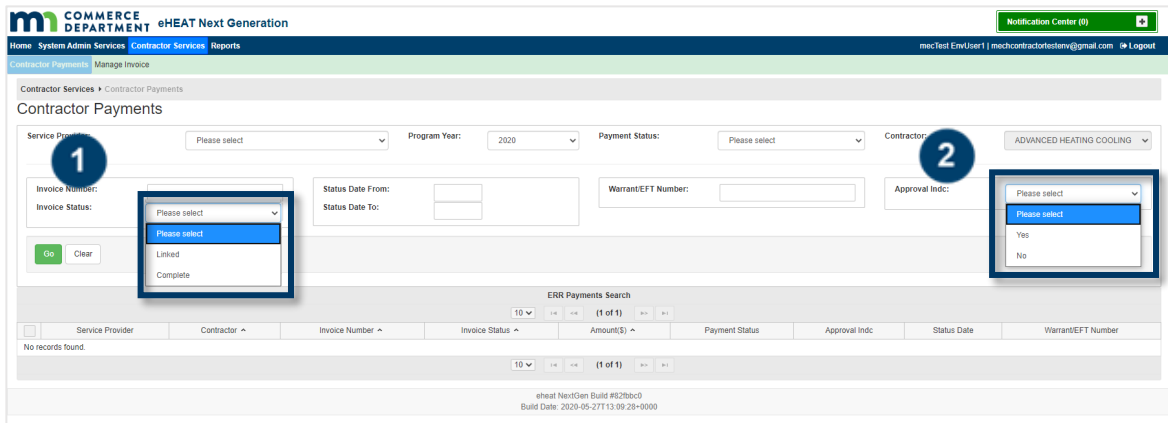 COMMERCE
DEPARTMENT
eHEAT Next Generation
Notification Center (0)
Home System Admin Services Contractor Services Reports
mecTest EnvUser1 | mechcontractortestenv@gmail.com Logout
Contractor Payments Manage Invoice
Contractor Services Contractor Payments
Contractor Payments
Service Program Year: 2020 Payment Status: Please select Contractor: ADVANCED HEATING COOLING
Please select
1
2
Invoice Number:
Invoice Status: Please select
Please select
Linked
Complete
Status Date From:
Status Date To:
Warrant/EFT Number:
Approval Indc: Please select
Please select
Yes
No
Go Clear
ERR Payments Search
10 (1 of 1)
Service Provider Contractor Invoice Number Invoice Status Amount($) Payment Status Approval Indc Status Date Warrant/EFT Number
No records found.
10 (1 of 1)
eheat NextGen Build #82fbbc0
Build Date: 2020-05-27T13:09:28+0000